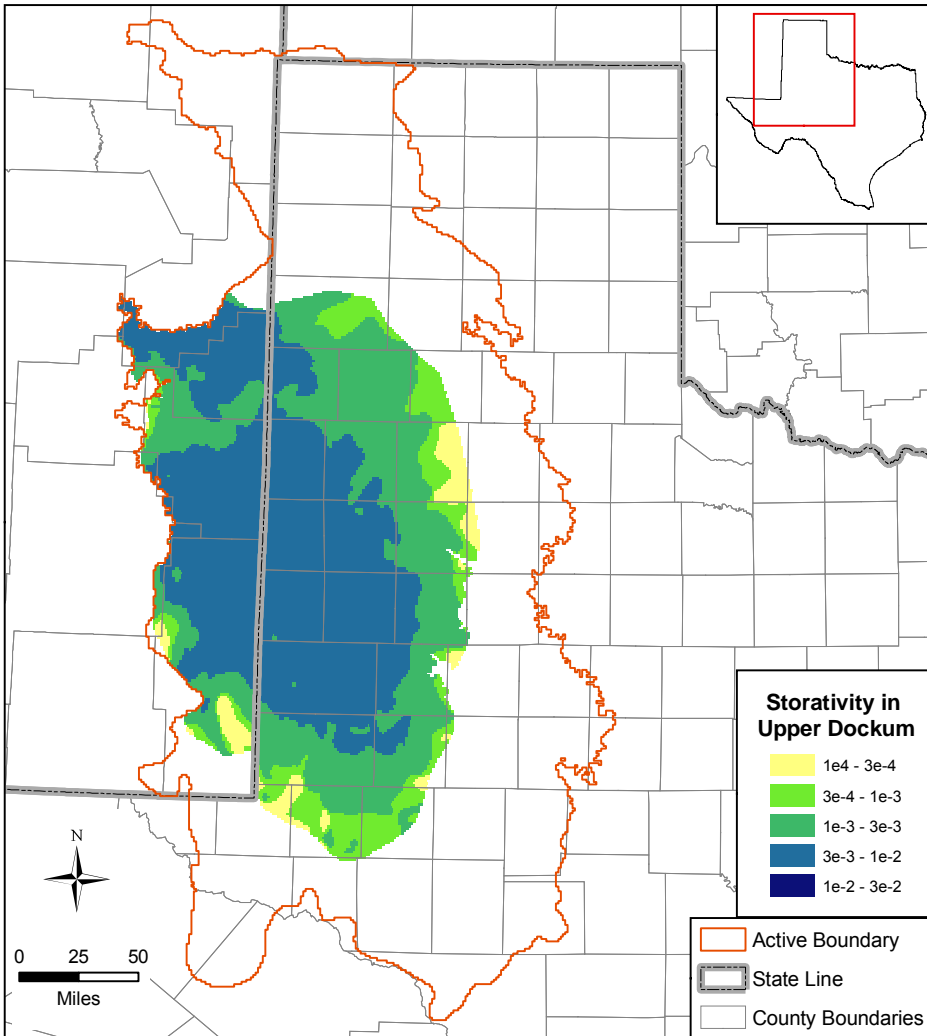 Storativity in
Upper Dockum
1e4 - 3e-4
3e-4 - 1e-3
1e-3 - 3e-3
3e-3 - 1e-2
1e-2 - 3e-2
N
0 25 50
Miles
Active Boundary
State Line
County Boundaries